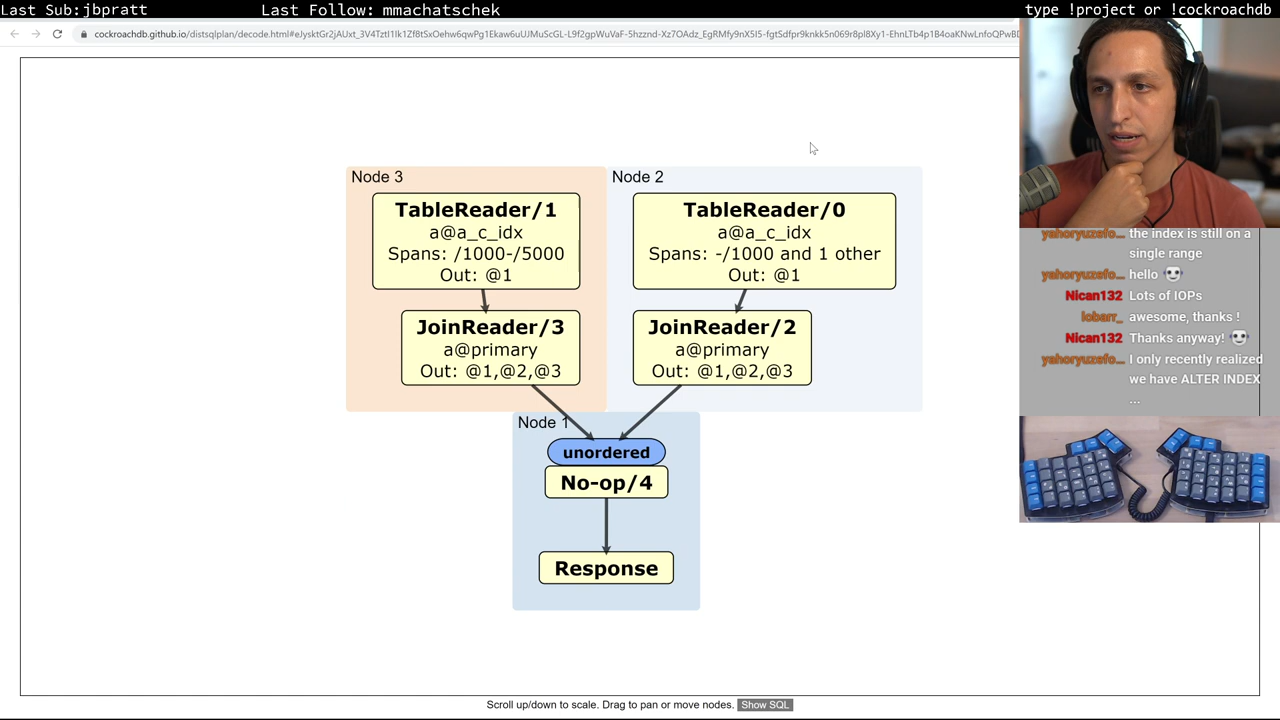 Last Sub:jbpratt
Last Follow: mmachatschek
type !project or !cockroachdb
Node 3
TableReader/1
a@a_c_idx
Spans: /1000-/5000
Out: @1
JoinReader/3
a@primary
Out: @1,@2,@3
Node 2
TableReader/0
a@a_c_idx
Spans: -/1000 and 1 other
Out: @1
JoinReader/2
a@primary
Out: @1,@2,@3
Node 1
unordered
No-op/4
Response
Scroll up/down to scale. Drag to pan or move nodes. Show SQL
yahoryuzefo... the index is still on a
single range
yahoryuzefo... hello
Nican132 Lots of IOPs
lobarr_ awesome, thanks !
Nican132 Thanks anyway!
yahoryuzefo... I only recently realized
we have ALTER INDEX
...